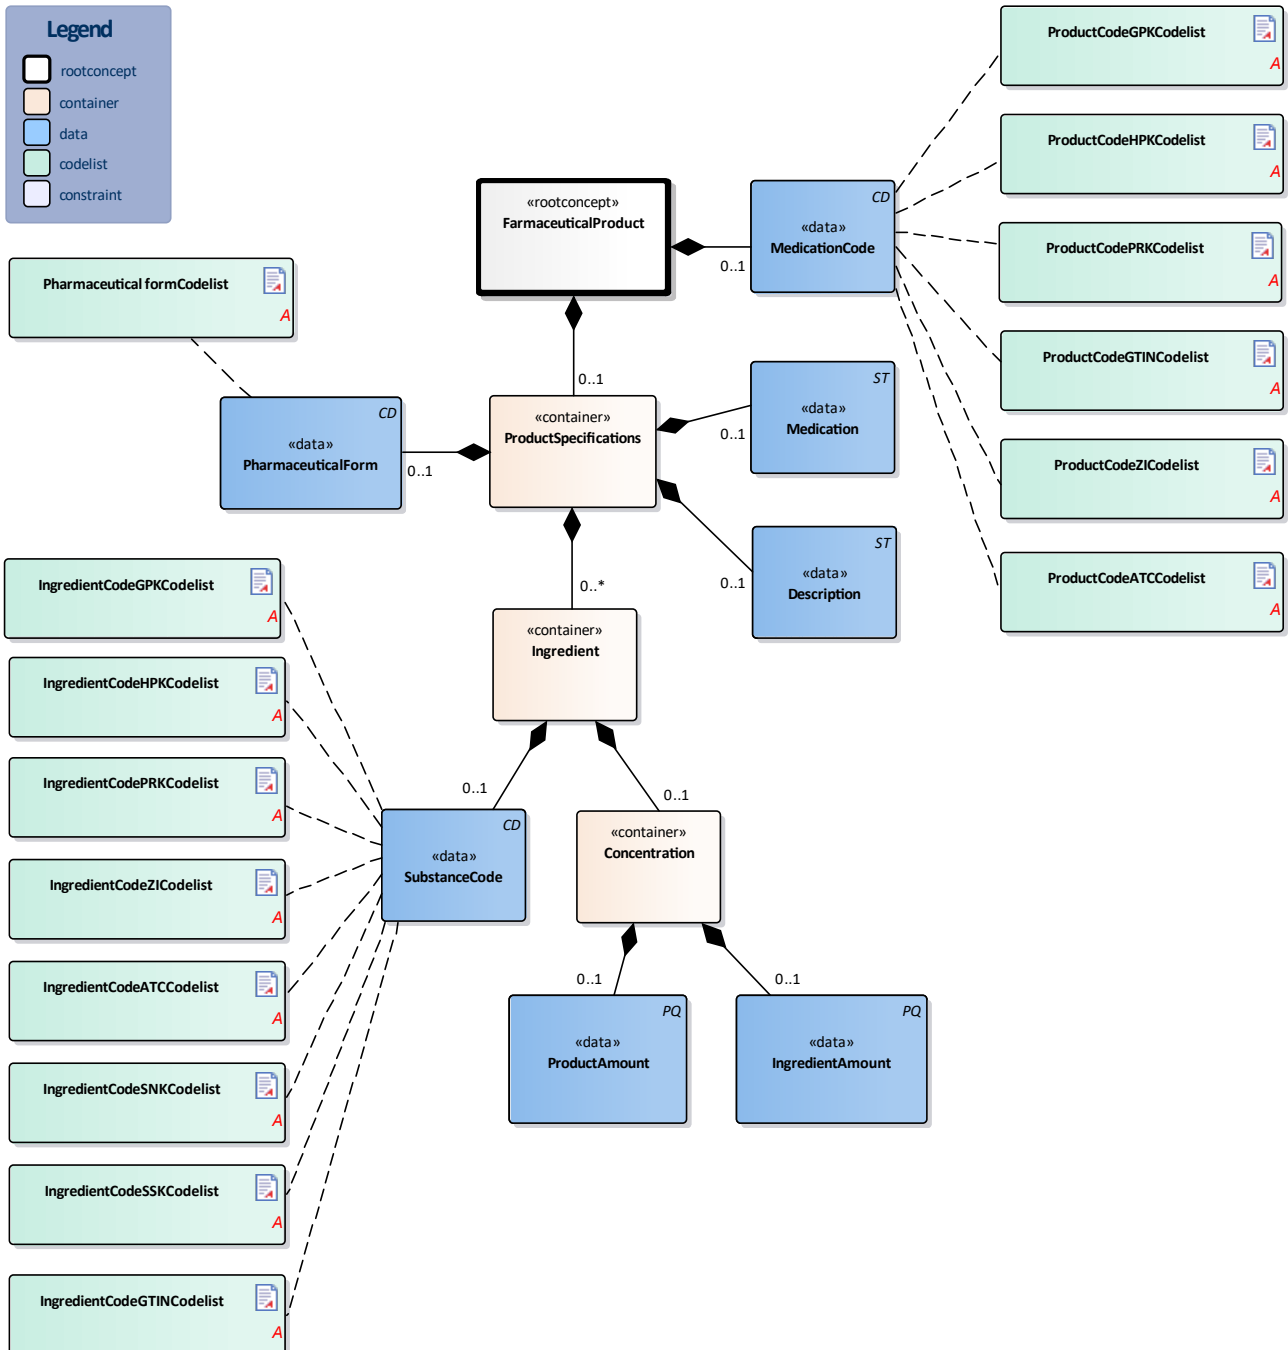 Legend
rootconcept
container
data
codelist
constraint
ProductCodeGPKCodelist
A
ProductCodeHPKCodelist
A
«rootconcept»
FarmaceuticalProduct
0..1
CD
«data»
MedicationCode
ProductCodePRKCodelist
A
Pharmaceutical formCodelist
A
ProductCodeGTINCodelist
A
0..1
CD
«data»
PharmaceuticalForm
0..1
«container»
ProductSpecifications
0..1
ST
«data»
Medication
ProductCodeZICodelist
A
0..1
ST
«data»
Description
ProductCodeATCCodelist
A
0..*
«container»
Ingredient
IngredientCodeGPKCodelist
A
IngredientCodeHPKCodelist
A
IngredientCodePRKCodelist
A
0..1
0..1
CD
«data»
SubstanceCode
«container»
Concentration
IngredientCodeZICodelist
A
IngredientCodeATCCodelist
A
0..1
0..1
PQ
«data»
ProductAmount
PQ
«data»
IngredientAmount
IngredientCodeSNKCodelist
A
IngredientCodeSSKCodelist
A
IngredientCodeGTINCodelist
A